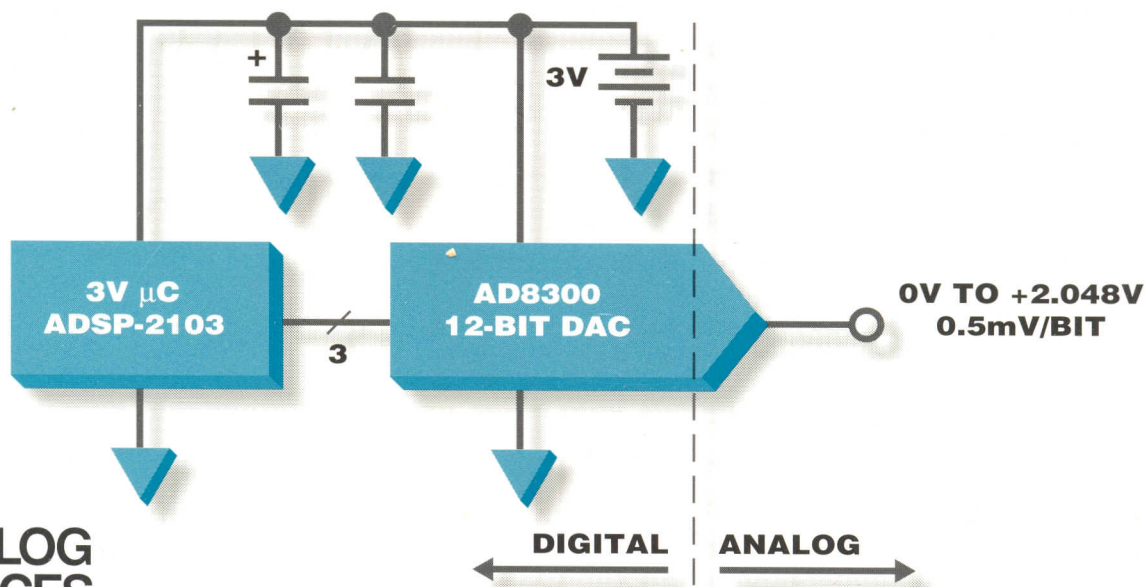 +
3V
3V μC
ADSP-2103
3
AD8300
12-BIT DAC
0V TO +2.048V
0.5mV/BIT
DIGITAL
ANALOG